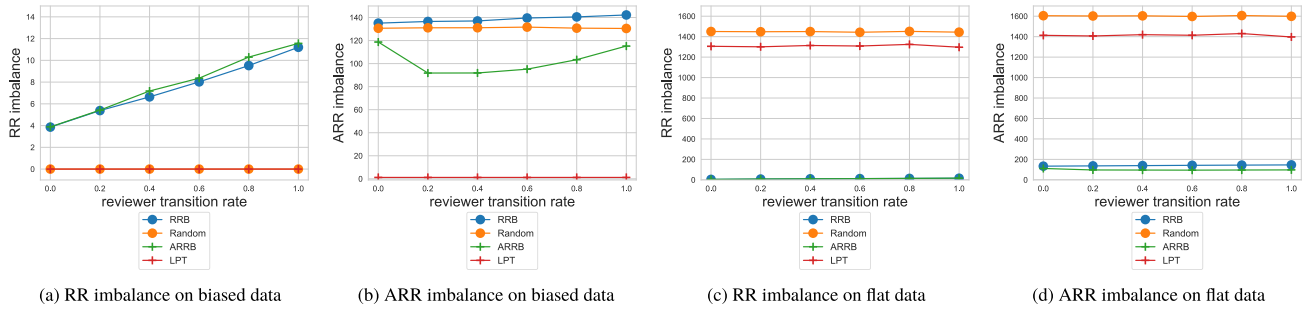 14
12
10
8
6
4
2
0
RR imbalance
0.0 0.2 0.4 0.6 0.8 1.0
reviewer transition rate
RRB
Random
ARRB
LPT
(a) RR imbalance on biased data
140
120
100
80
60
40
20
0
ARR imbalance
0.0 0.2 0.4 0.6 0.8 1.0
reviewer transition rate
RRB
Random
ARRB
LPT
(b) ARR imbalance on biased data
1600
1400
1200
1000
800
600
400
200
0
RR imbalance
0.0 0.2 0.4 0.6 0.8 1.0
reviewer transition rate
RRB
Random
ARRB
LPT
(c) RR imbalance on flat data
1600
1400
1200
1000
800
600
400
200
0
ARR imbalance
0.0 0.2 0.4 0.6 0.8 1.0
reviewer transition rate
RRB
Random
ARRB
LPT
(d) ARR imbalance on flat data